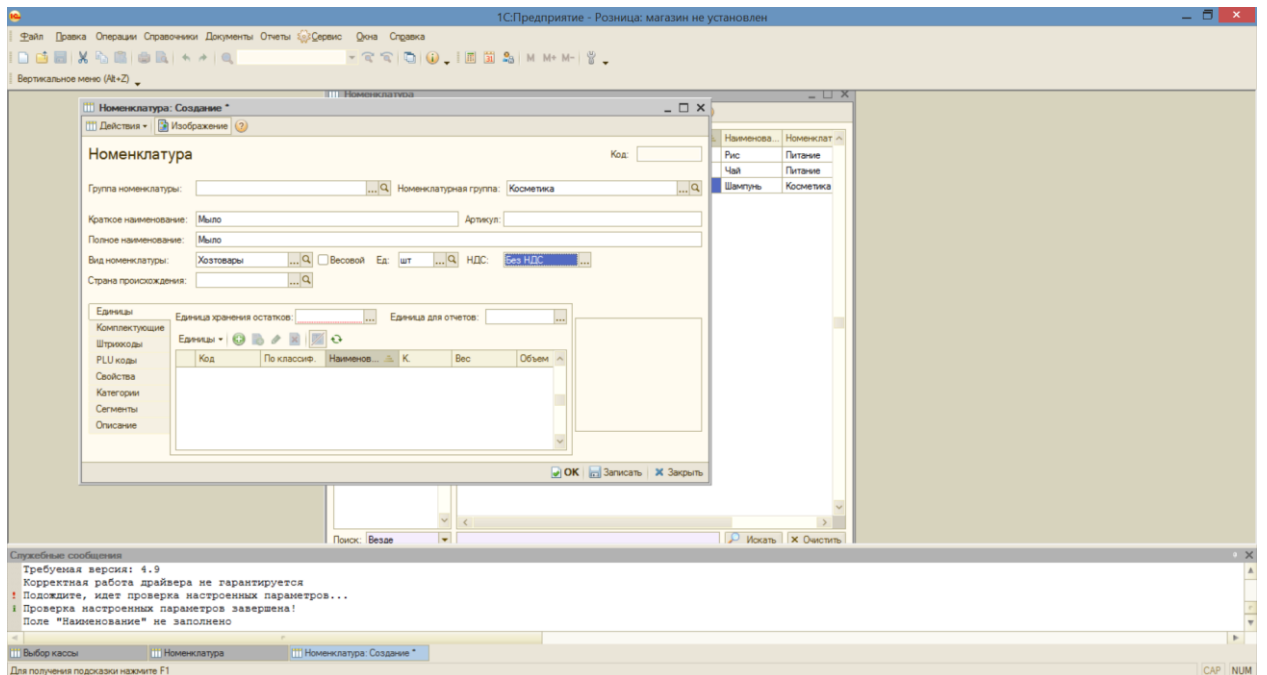 1С:Предприятие - Розница: магазин не установлен
Файл Правка Операции Справочники Документы Отчеты Сервис Окна Справка
M M+ M-
Вертикальное меню (Alt+Z)
Номенклатура
Номенклатура: Создание *
Действия Изображение
Номенклатура Код:
Наименова... Номенклат
Рис Питание
Чай Питание
Шампунь Косметика
Группа номенклатуры: ... Номенклатурная группа: Косметика ...
Краткое наименование: Мыло Артикул:
Полное наименование: Мыло
Вид номенклатуры: Хозтовары ... Весовой Ед: шт ... НДС: Без НДС ...
Страна происхождения: ...
Единицы
Единица хранения остатков: ... Единица для отчетов: ...
Комплектующие
Штрихкоды
Единицы
PLU коды
Код По классиф. Наименов... К. Вес Объем
Свойства
Категории
Сегменты
Описание
OK Записать Закрыть
Поиск: Везде Искать Очистить
Служебные сообщения
Требуемая версия: 4.9
Корректная работа драйвера не гарантируется
! Подождите, идет проверка настроенных параметров...
Проверка настроенных параметров завершена!
Поле "Наименование" не заполнено
Выбор кассы Номенклатура Номенклатура: Создание *
Для получения подсказки нажмите F1 CAP NUM